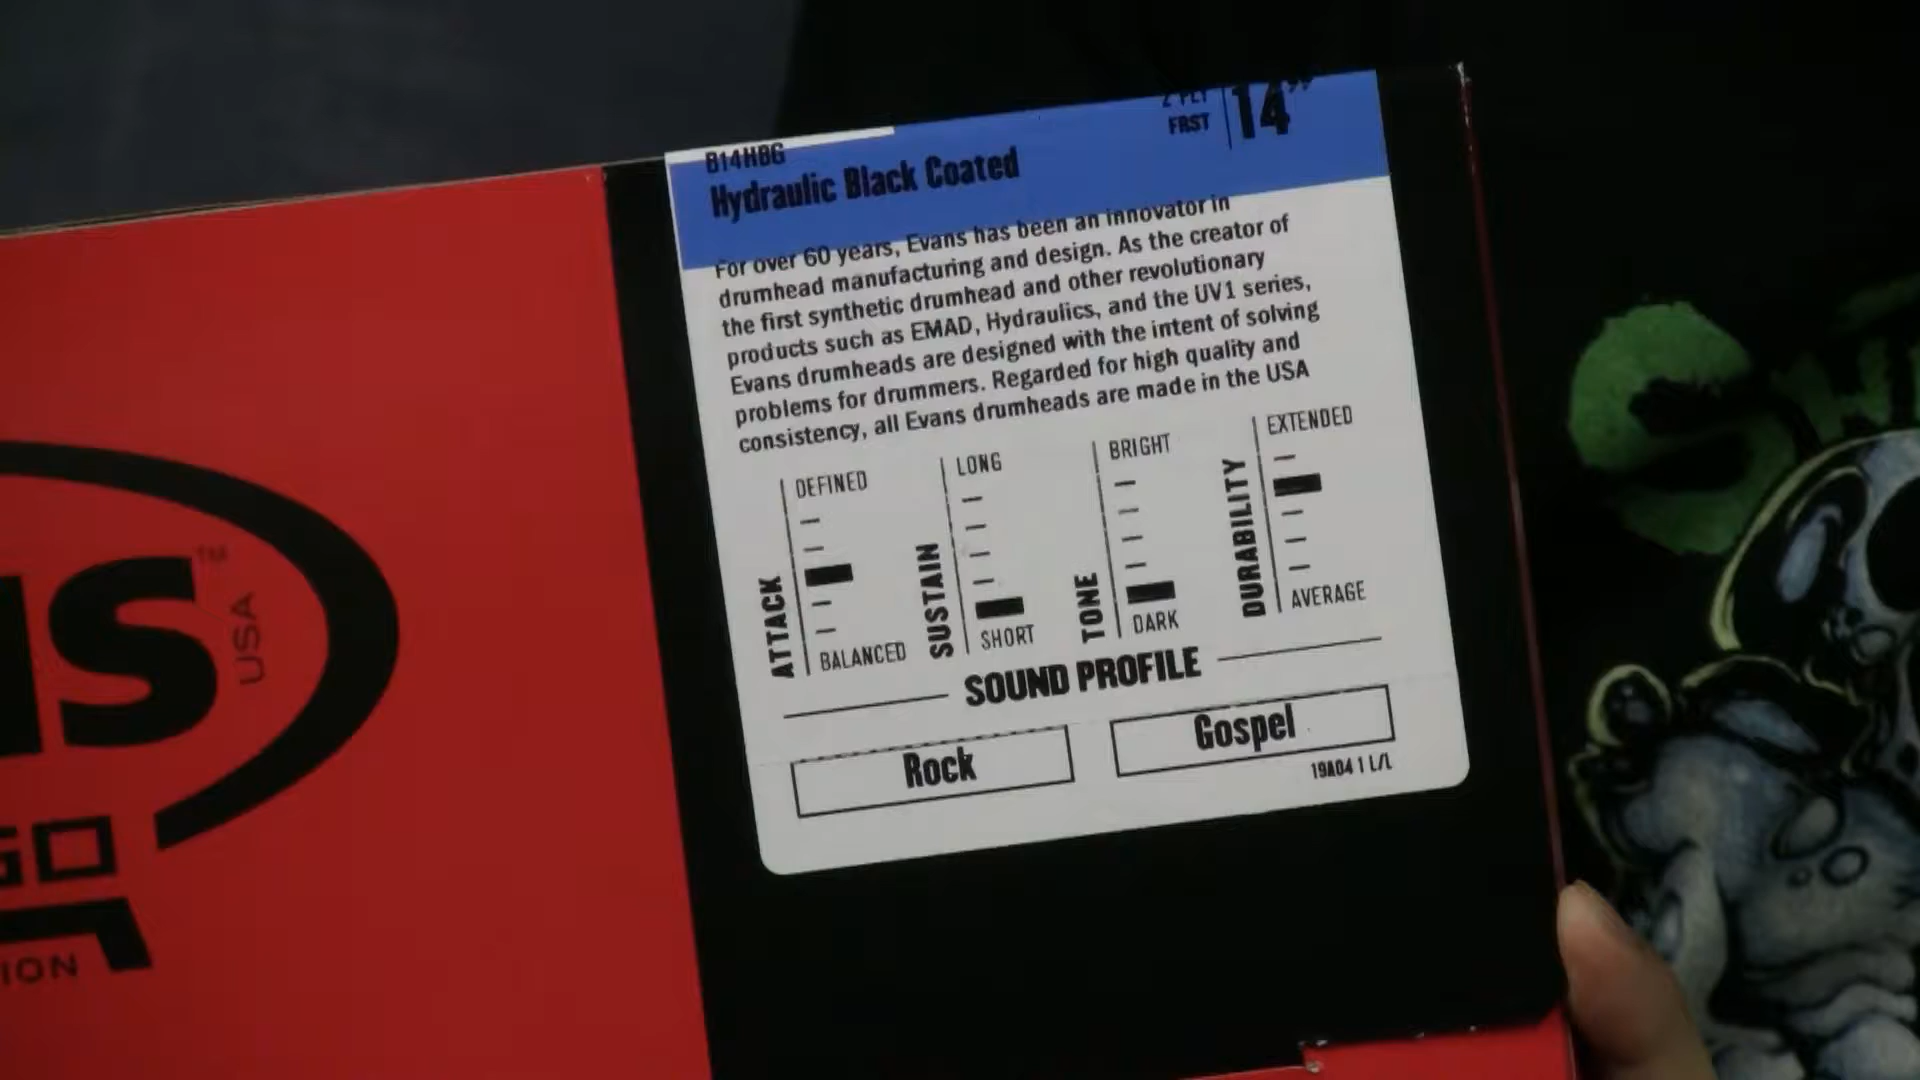 B14HBG
Hydraulic Black Coated
2 PLY
FRST
14"
For over 60 years, Evans has been an innovator in
drumhead manufacturing and design. As the creator of
the first synthetic drumhead and other revolutionary
products such as EMAD, Hydraulics, and the UV1 series,
Evans drumheads are designed with the intent of solving
problems for drummers. Regarded for high quality and
consistency, all Evans drumheads are made in the USA
ATTACK
DEFINED
BALANCED
SUSTAIN
LONG
SHORT
TONE
BRIGHT
DARK
DURABILITY
EXTENDED
AVERAGE
SOUND PROFILE
Rock
Gospel
19A04 1 L/L
TM
USA